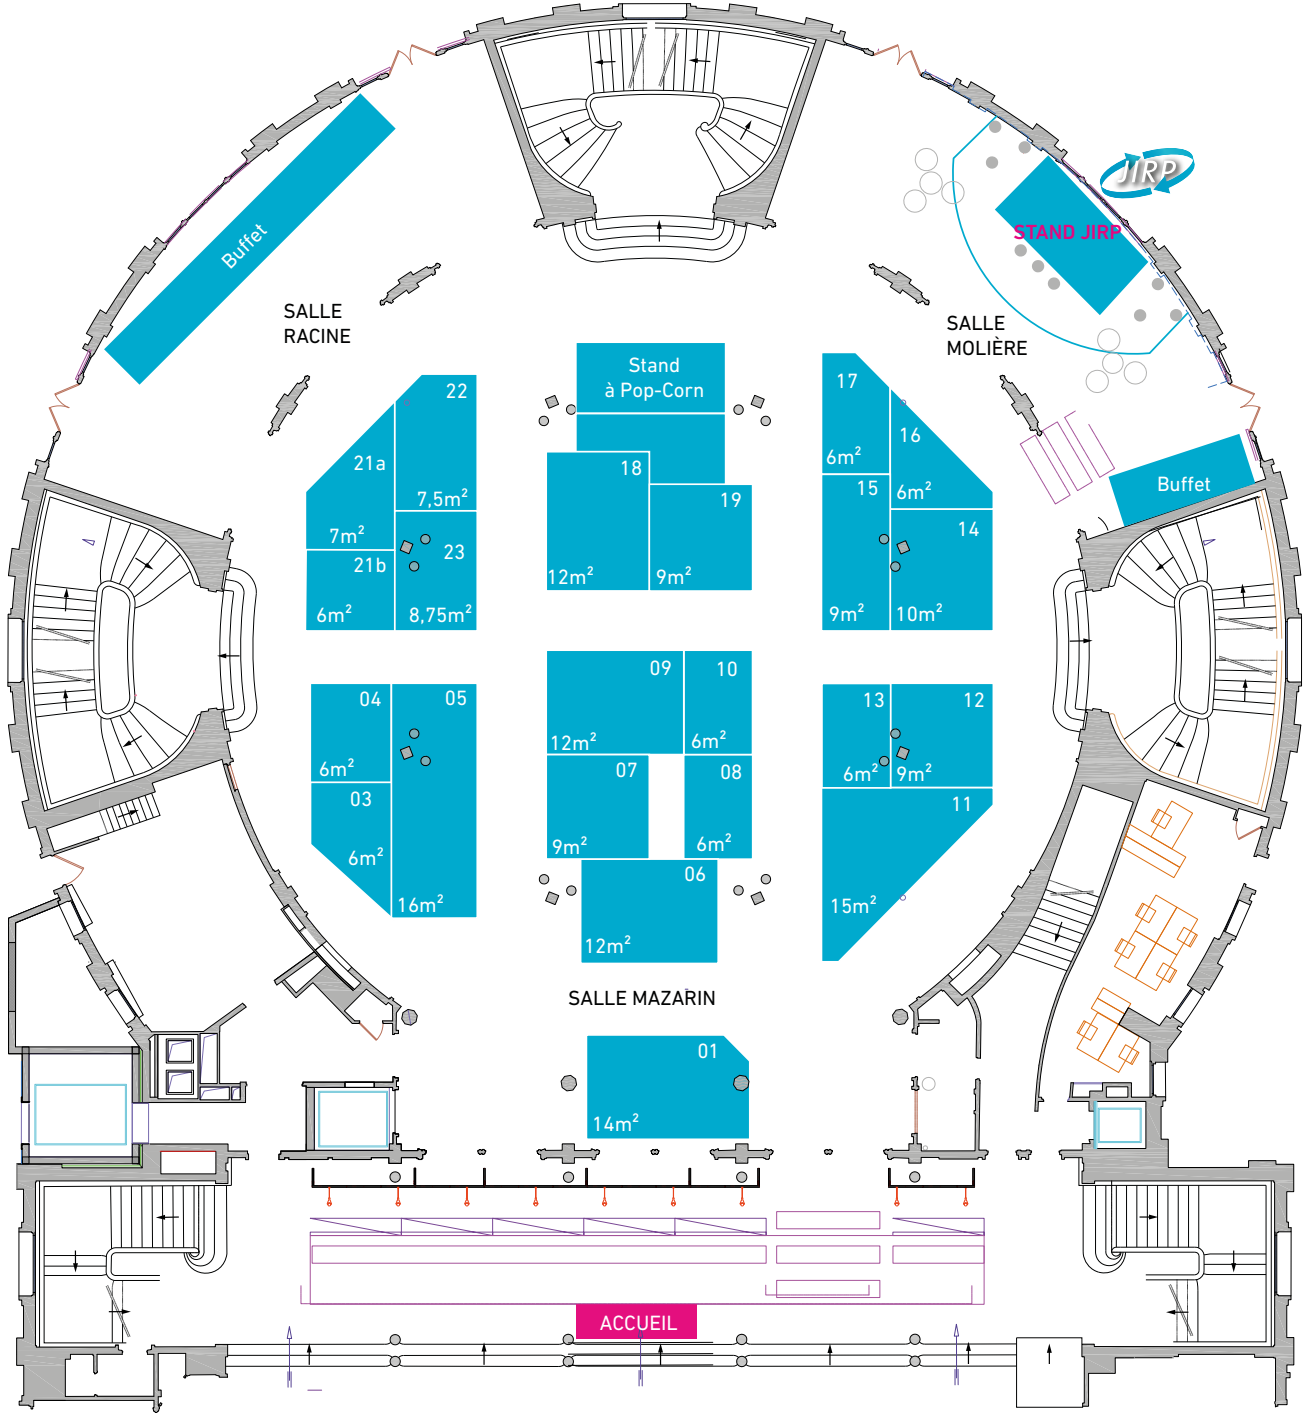 JIRP
STAND JIRP
Buffet
SALLE
RACINE
SALLE
MOLIÈRE
Stand
à Pop-Corn
22
7,5m²
21a
7m²
21b
6m²
23
8,75m²
18
12m²
19
9m²
17
6m²
16
6m²
15
9m²
14
10m²
Buffet
04
6m²
05
16m²
03
6m²
09
12m²
10
6m²
07
9m²
08
6m²
06
12m²
13
6m²
12
9m²
11
15m²
SALLE MAZARIN
01
14m²
ACCUEIL